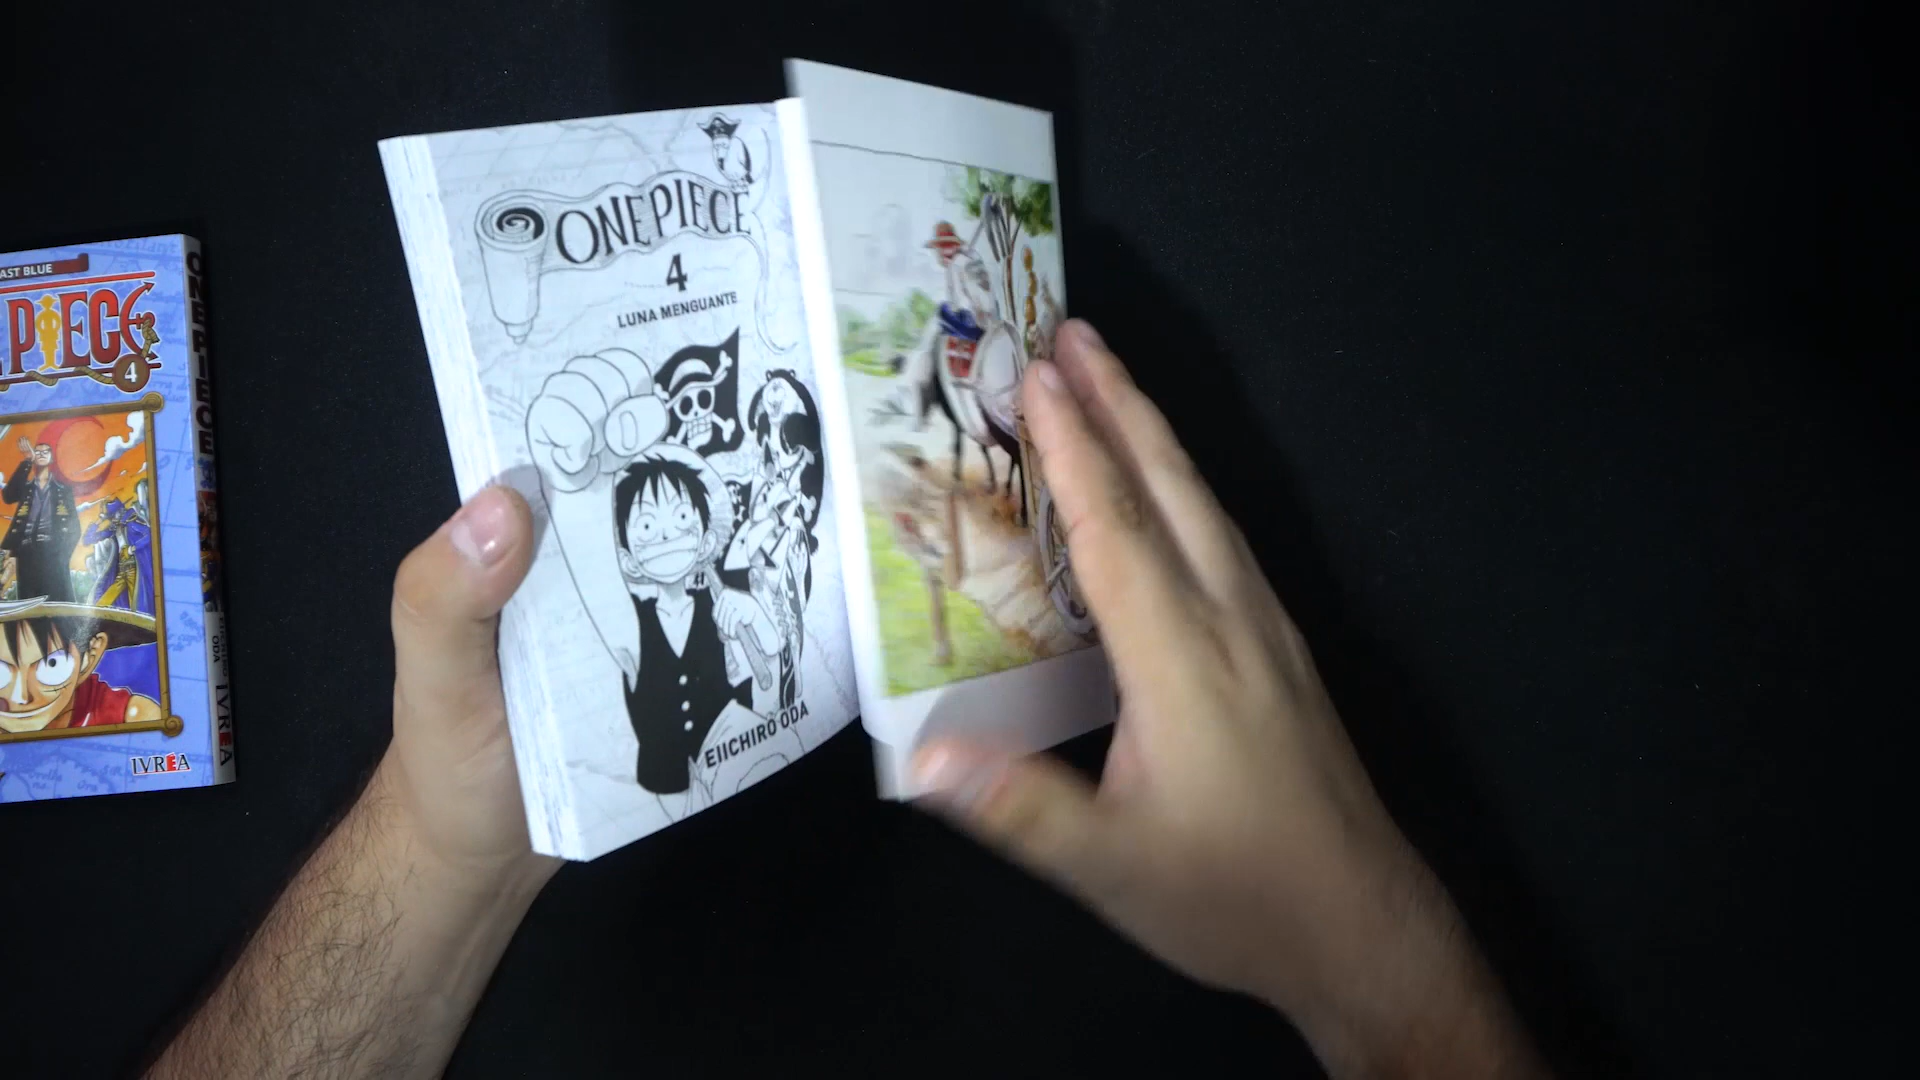 AST BLUE
PIECE
4
IVREA
ONE PIECE
ODA
IVREA
ONE PIECE
4
LUNA MENGUANTE
EIICHIRO ODA